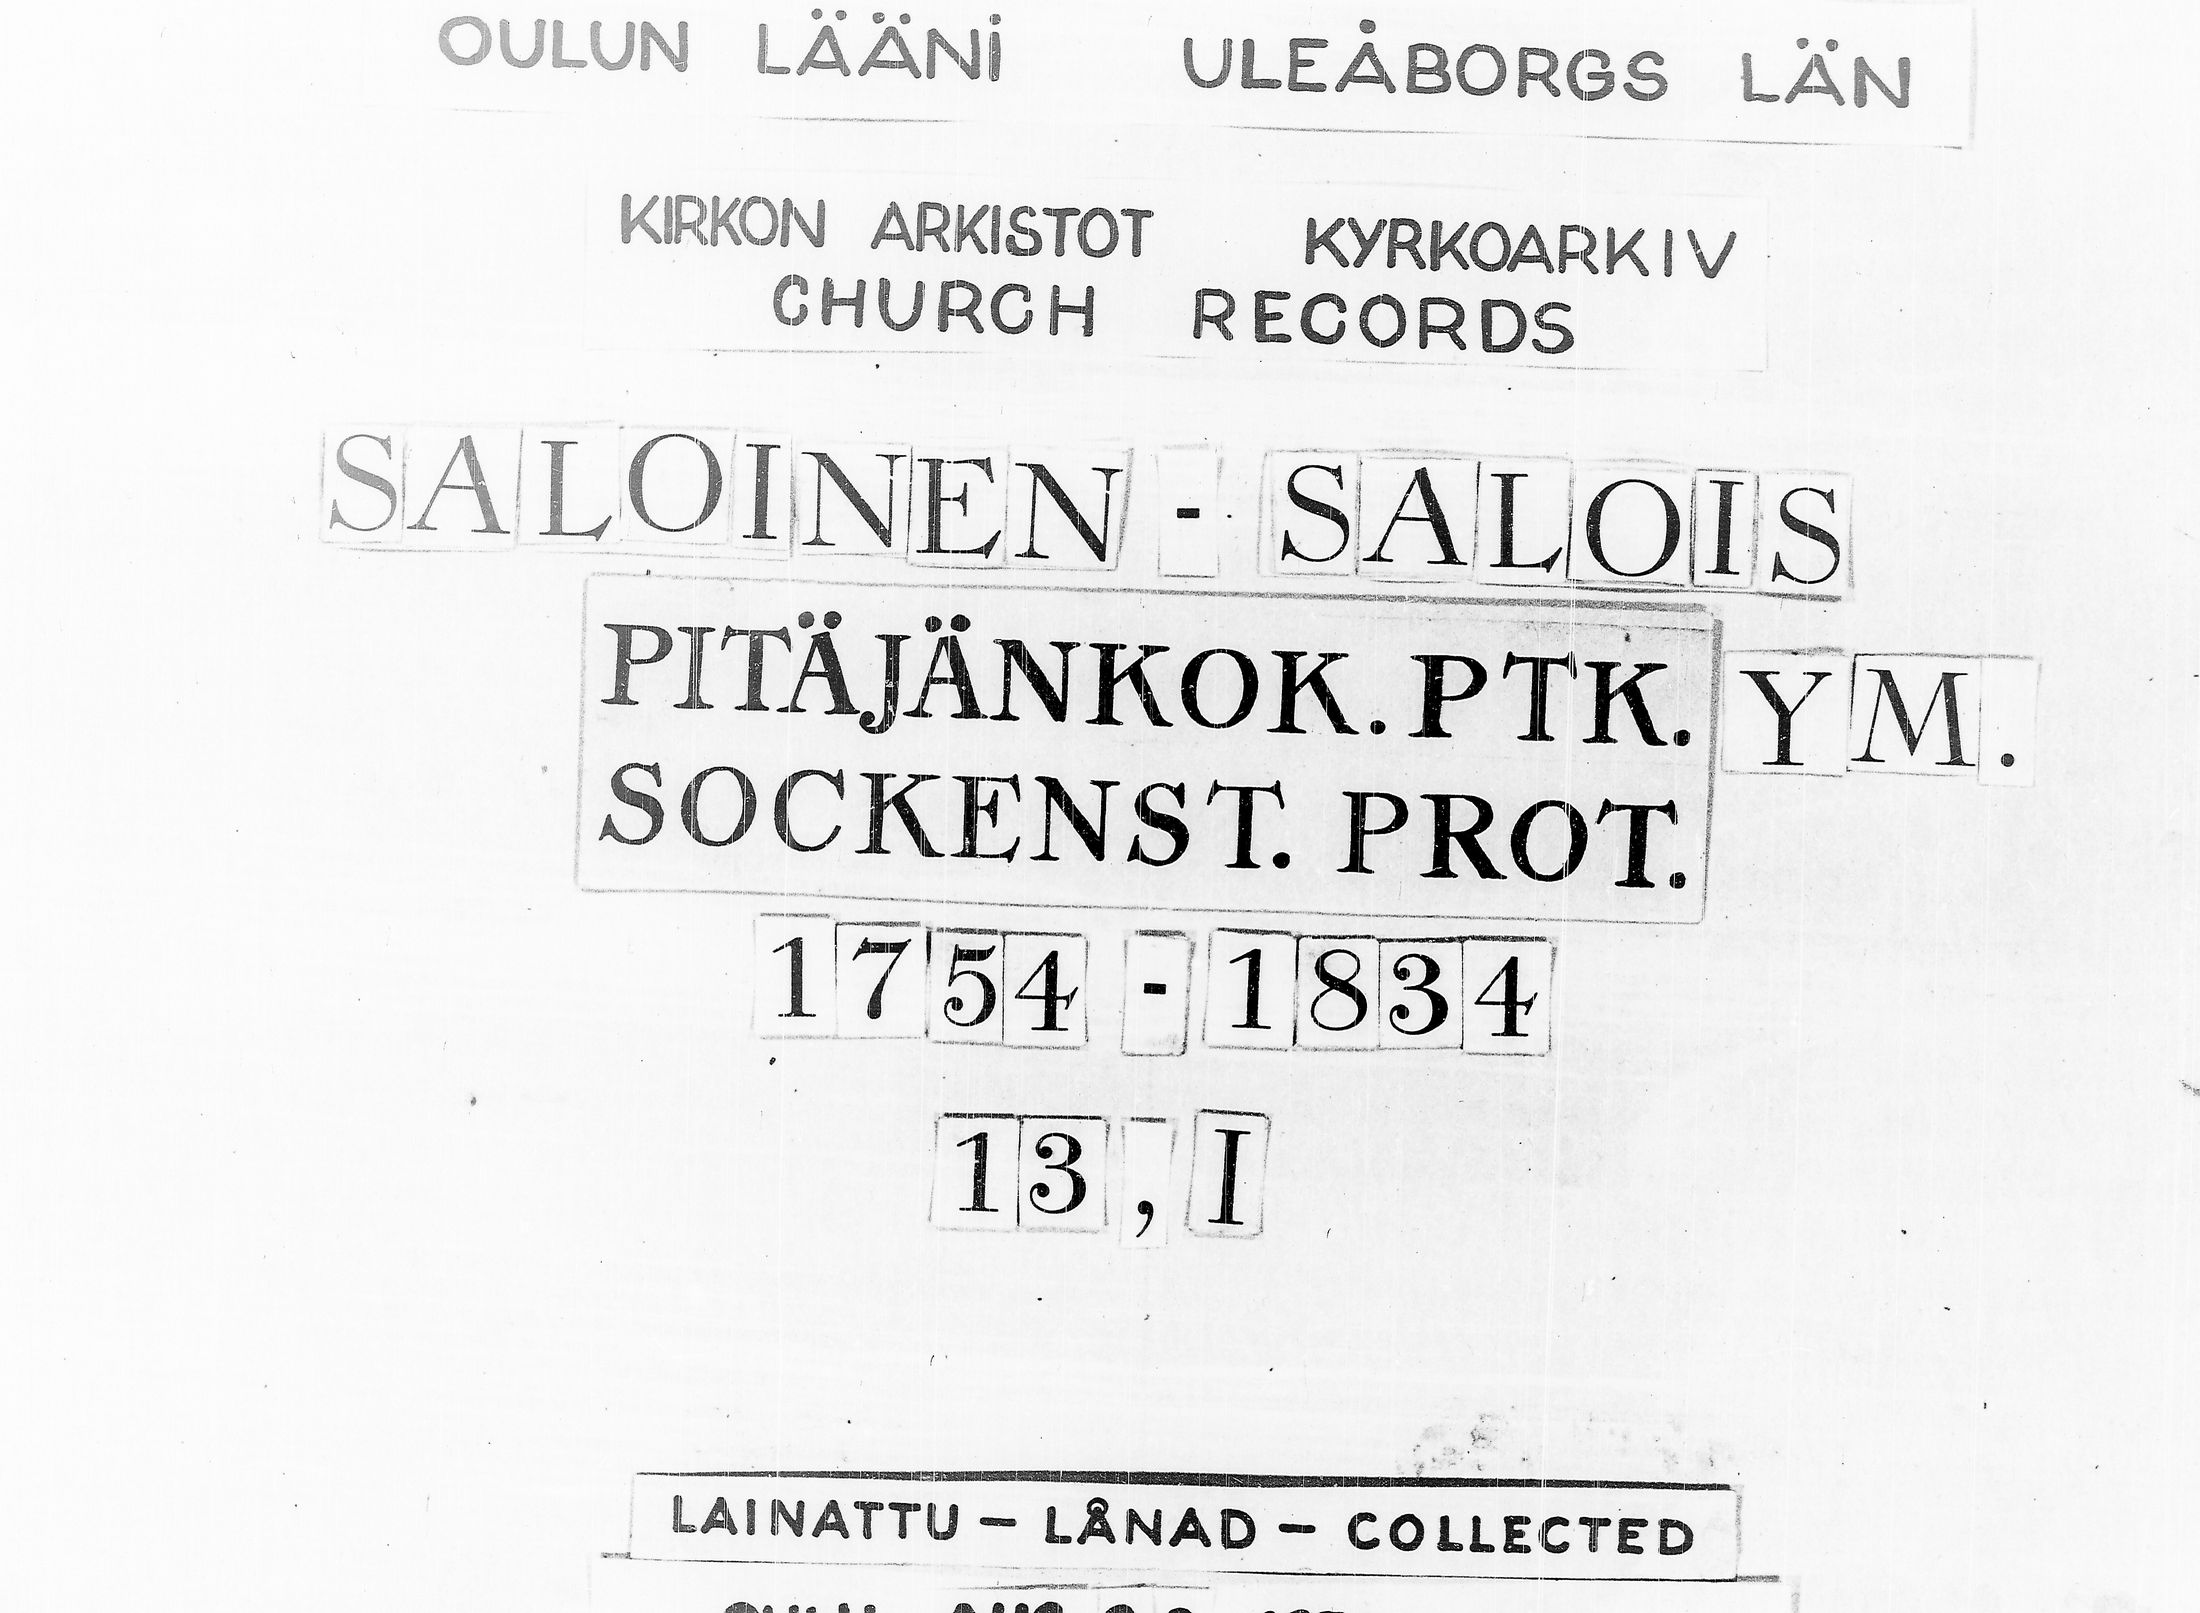 OULUN LÄÄNI ULEÅBORGS LÄN
KIRKON ARKISTOT KYRKOARKIV
CHURCH RECORDS
SALOINEN - SALOIS
PITÄJÄNKOK. PTK. YM.
SOCKENST. PROT.
1754 - 1834
13, I
LAINATTU – LÅNAD – COLLECTED